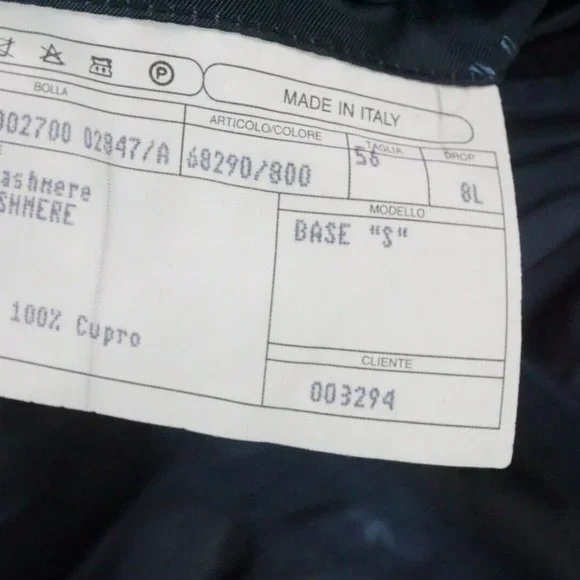 P
MADE IN ITALY
BOLLA
ARTICOLO/COLORE
TAGLIA
DROP
002700 02847/A
68290/800
56
8L
ashmere
SHMERE
MODELLO
BASE "S"
100% Cupro
CLIENTE
003294